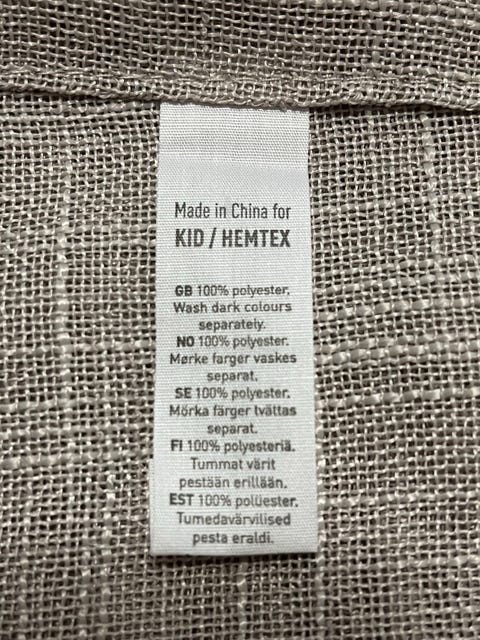 Made in China for
KID / HEMTEX
GB 100% polyester.
Wash dark colours
separately.
NO 100% polyester.
Mørke farger vaskes
separat.
SE 100% polyester.
Mörka färger tvättas
separat.
FI 100% polyesteriä.
Tummat värit
pestään erillään.
EST 100% polüester.
Tumedavärvilised
pesta eraldi.